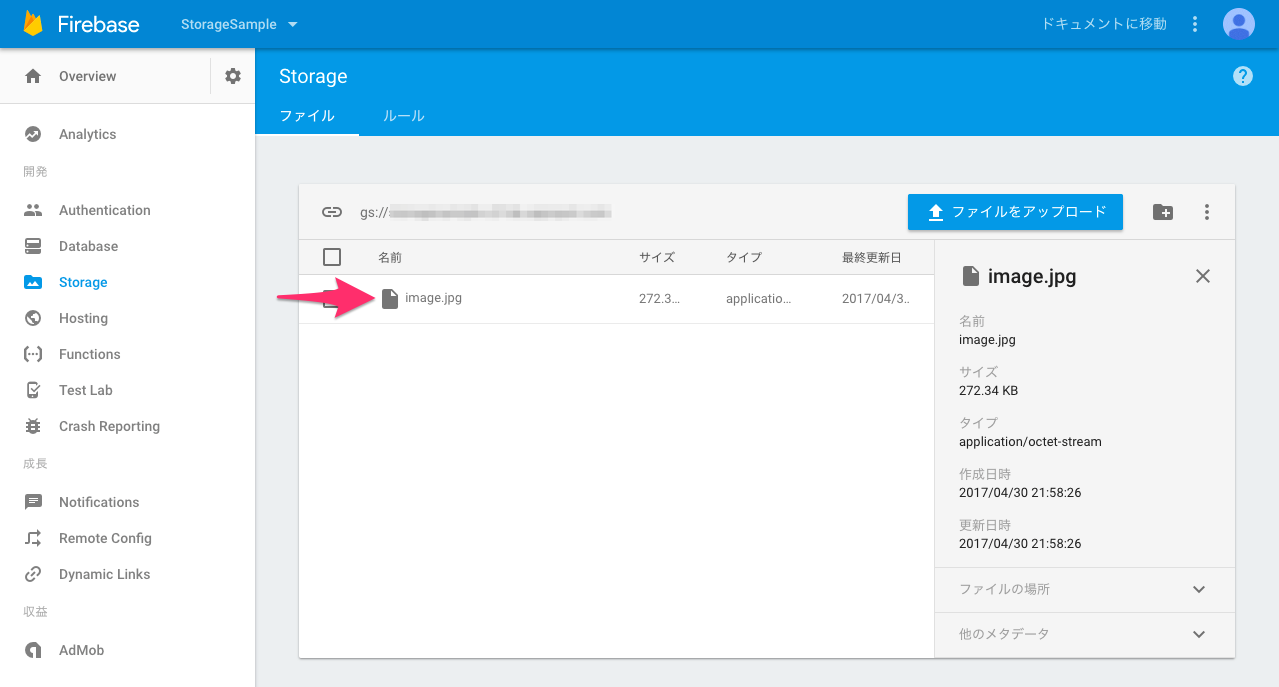 Firebase
StorageSample
ドキュメントに移動
Overview
Storage
ファイル
ルール
Analytics
開発
Authentication
Database
Storage
Hosting
Functions
Test Lab
Crash Reporting
成長
Notifications
Remote Config
Dynamic Links
収益
AdMob
gs://
ファイルをアップロード
名前
サイズ
タイプ
最終更新日
image.jpg
272.3...
applicatio...
2017/04/3..
image.jpg
名前
image.jpg
サイズ
272.34 KB
タイプ
application/octet-stream
作成日時
2017/04/30 21:58:26
更新日時
2017/04/30 21:58:26
ファイルの場所
他のメタデータ